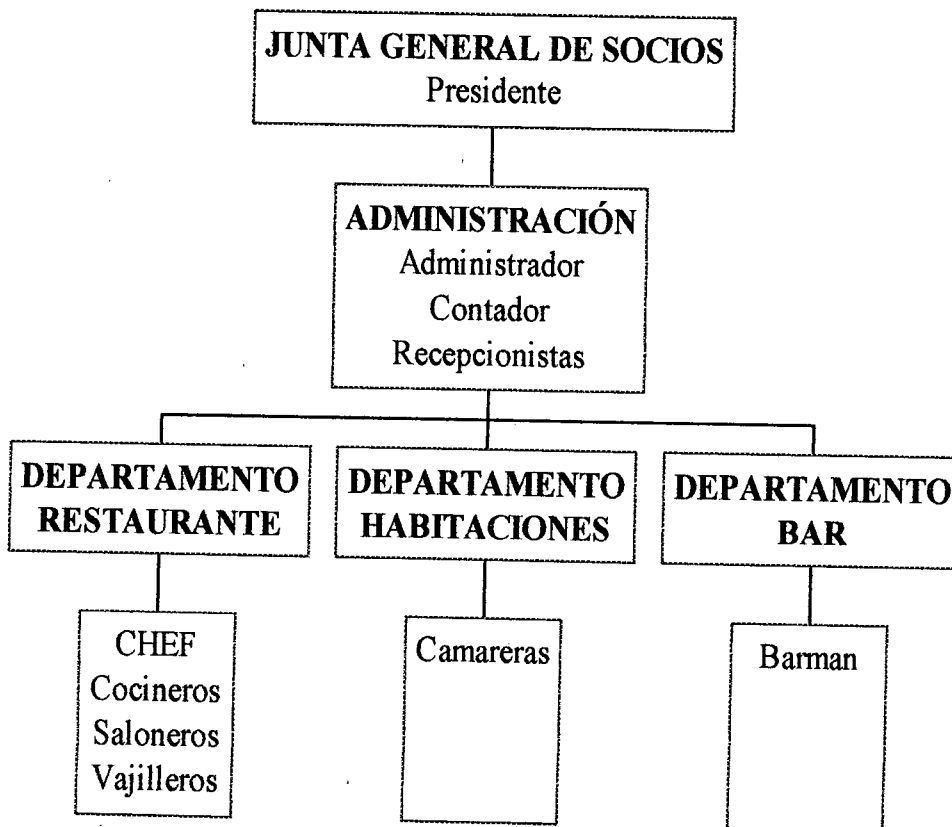 JUNTA GENERAL DE SOCIOS
Presidente
ADMINISTRACIÓN
Administrador
Contador
Recepcionistas
DEPARTAMENTO
RESTAURANTE
DEPARTAMENTO
HABITACIONES
DEPARTAMENTO
BAR
CHEF
Cocineros
Saloneros
Vajilleros
Camareras
Barman